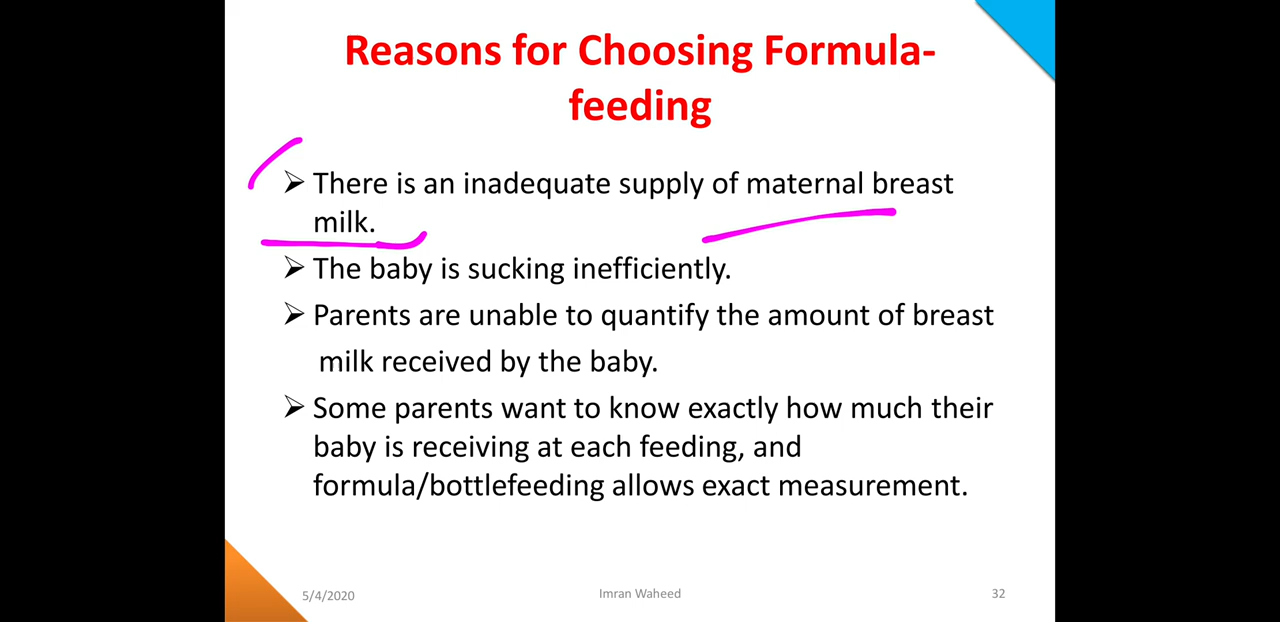 Reasons for Choosing Formula-
feeding
➢ There is an inadequate supply of maternal breast
milk.
➢ The baby is sucking inefficiently.
➢ Parents are unable to quantify the amount of breast
milk received by the baby.
➢ Some parents want to know exactly how much their
baby is receiving at each feeding, and
formula/bottlefeeding allows exact measurement.
5/4/2020 Imran Waheed 32